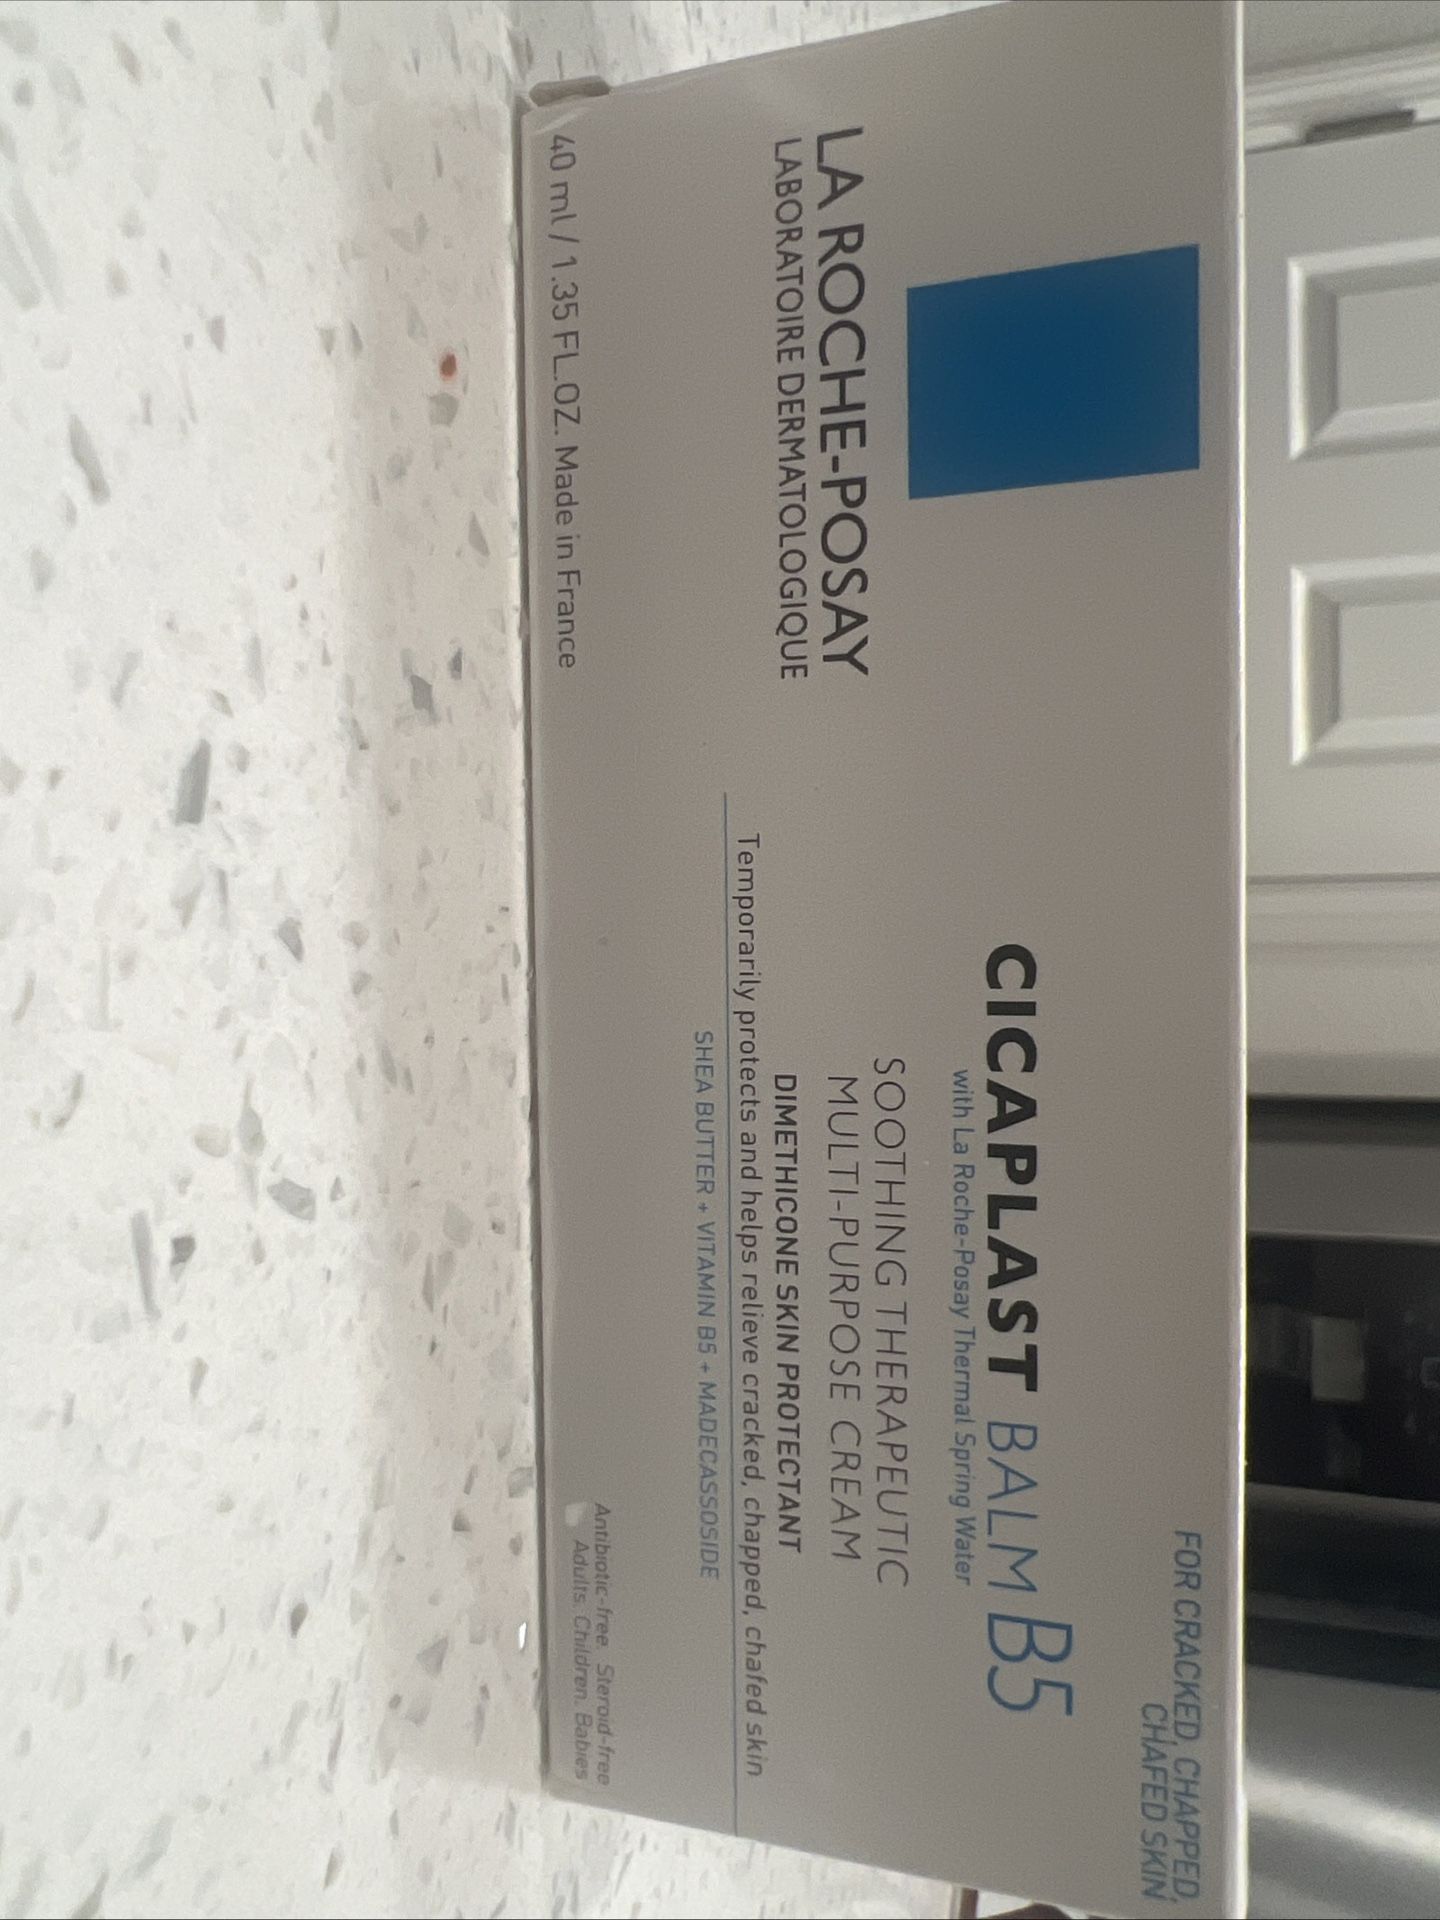 FOR CRACKED, CHAPPED,
CHAFED SKIN
LA ROCHE-POSAY
LABORATOIRE DERMATOLOGIQUE
CICAPLAST BALM B5
with La Roche-Posay Thermal Spring Water
SOOTHING THERAPEUTIC
MULTI-PURPOSE CREAM
DIMETHICONE SKIN PROTECTANT
Temporarily protects and helps relieve cracked, chapped, chafed skin
SHEA BUTTER + VITAMIN B5 + MADECASSOSIDE
40 ml / 1.35 FL.OZ. Made in France
Antibiotic-free. Steroid-free
Adults. Children. Babies